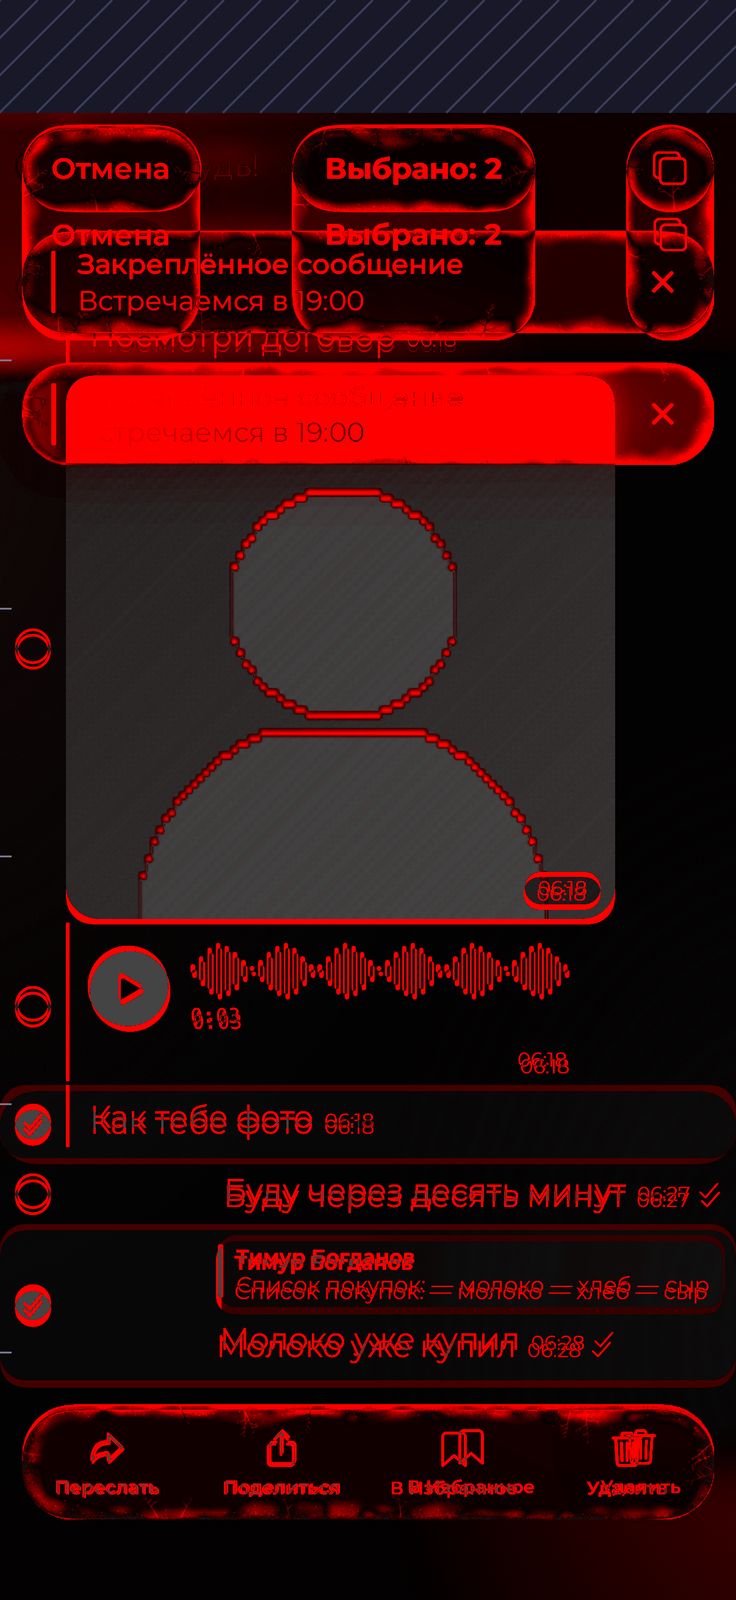 Отмена Выбрано: 2
Отмена Выбрано: 2
Закреплённое сообщение
Встречаемся в 19:00
Посмотри договор 06:18
сообщение
Встречаемся в 19:00
06:18
0:03
06:18
Как тебе фото 06:18
Буду через десять минут 06:27
Тимур Богданов
Список покупок: — молоко — хлеб — сыр
Молоко уже купил 06:28
Переслать Поделиться В Избранное Удалить